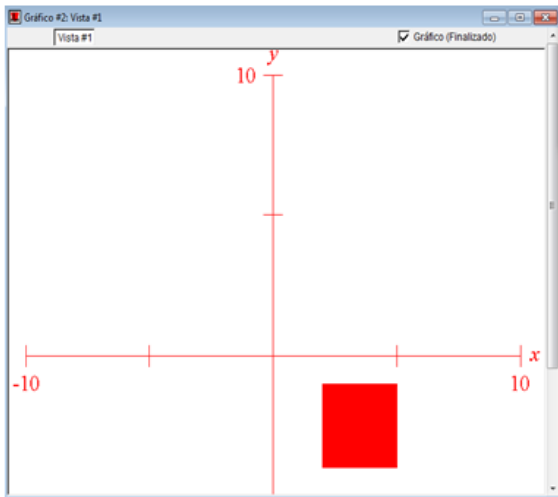 Gráfico #2: Vista #1
Vista #1
Gráfico (Finalizado)
y
10
x
-10
10